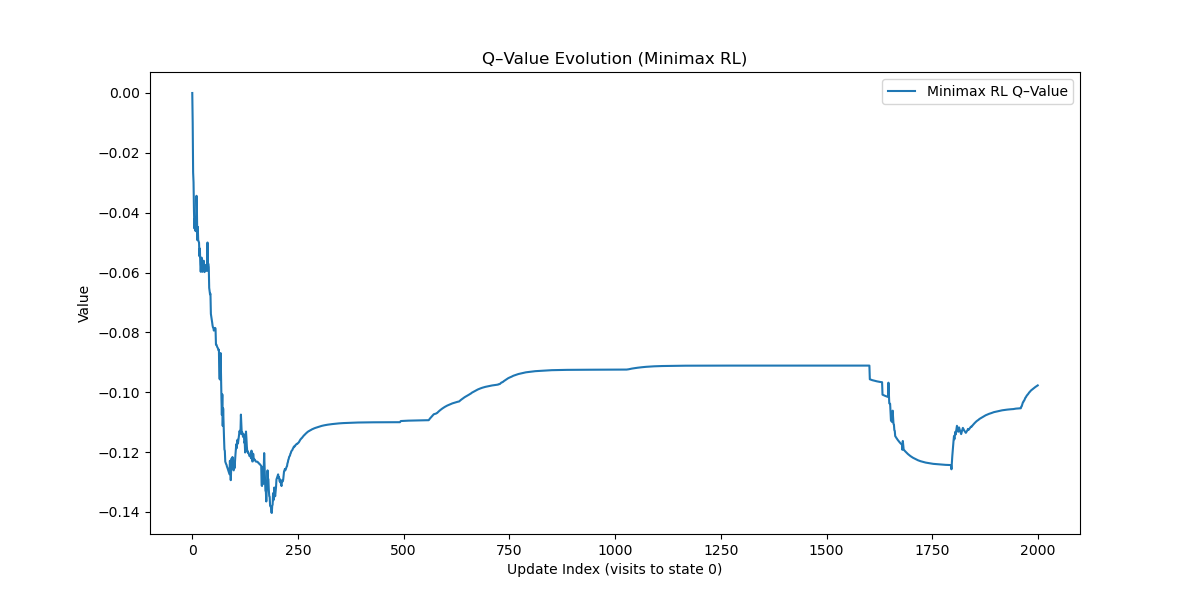 Q–Value Evolution (Minimax RL)
Minimax RL Q–Value
0.00
−0.02
−0.04
−0.06
−0.08
−0.10
−0.12
−0.14
Value
0 250 500 750 1000 1250 1500 1750 2000
Update Index (visits to state 0)